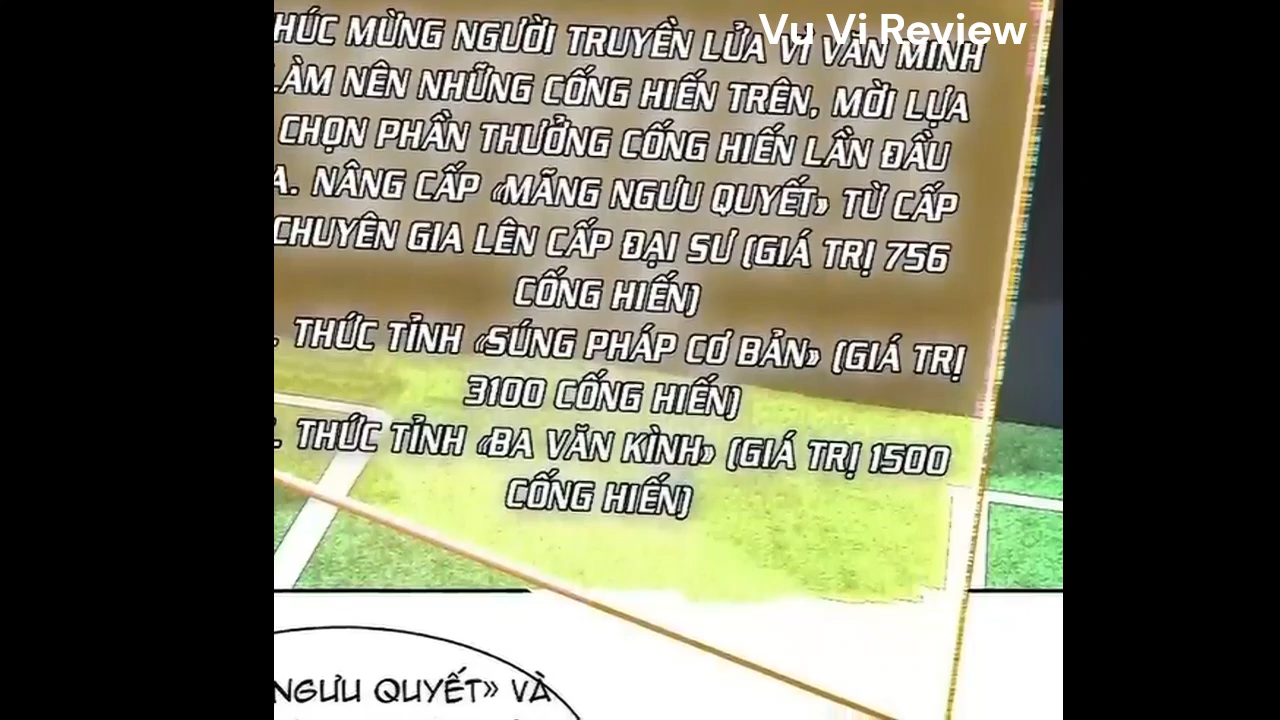 Vu Vi Review
HÚC MỪNG NGƯỜI TRUYỀN LỬA VÌ VĂN MINH
LÀM NÊN NHỮNG CỐNG HIẾN TRÊN, MỜI LỰA
CHỌN PHẦN THƯỞNG CỐNG HIẾN LẦN ĐẦU
A. NÂNG CẤP «MÃNG NGƯU QUYẾT» TỪ CẤP
CHUYÊN GIA LÊN CẤP ĐẠI SƯ (GIÁ TRỊ 756
CỐNG HIẾN)
. THỨC TỈNH «SÚNG PHÁP CƠ BẢN» (GIÁ TRỊ
3100 CỐNG HIẾN)
. THỨC TỈNH «BA VĂN KÌNH» (GIÁ TRỊ 1500
CỐNG HIẾN)
NGƯU QUYẾT» VÀ